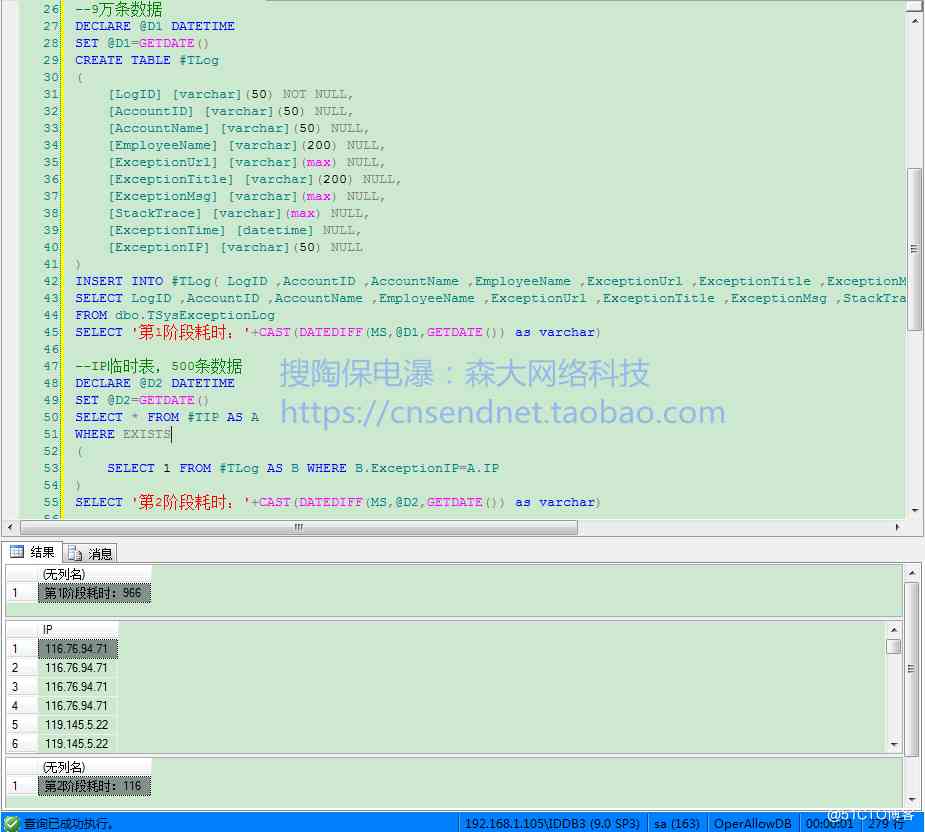 26 --9万条数据
27 DECLARE @D1 DATETIME
28 SET @D1=GETDATE()
29 CREATE TABLE #TLog
30 (
31 [LogID] [varchar](50) NOT NULL,
32 [AccountID] [varchar](50) NULL,
33 [AccountName] [varchar](50) NULL,
34 [EmployeeName] [varchar](200) NULL,
35 [ExceptionUrl] [varchar](max) NULL,
36 [ExceptionTitle] [varchar](200) NULL,
37 [ExceptionMsg] [varchar](max) NULL,
38 [StackTrace] [varchar](max) NULL,
39 [ExceptionTime] [datetime] NULL,
40 [ExceptionIP] [varchar](50) NULL
41 )
42 INSERT INTO #TLog( LogID ,AccountID ,AccountName ,EmployeeName ,ExceptionUrl ,ExceptionTitle ,ExceptionM
43 SELECT LogID ,AccountID ,AccountName ,EmployeeName ,ExceptionUrl ,ExceptionTitle ,ExceptionMsg ,StackTra
44 FROM dbo.TSysExceptionLog
45 SELECT '第1阶段耗时：'+CAST(DATEDIFF(MS,@D1,GETDATE()) as varchar)
46
47 --IP临时表，500条数据
48 DECLARE @D2 DATETIME
49 SET @D2=GETDATE()
50 SELECT * FROM #TIP AS A
51 WHERE EXISTS
52 (
53 SELECT 1 FROM #TLog AS B WHERE B.ExceptionIP=A.IP
54 )
55 SELECT '第2阶段耗时：'+CAST(DATEDIFF(MS,@D2,GETDATE()) as varchar)
56
搜陶保电瀑：森大网络科技
https://cnsendnet.taobao.com
结果 消息
(无列名)
1 第1阶段耗时：966
IP
1 116.76.94.71
2 116.76.94.71
3 116.76.94.71
4 116.76.94.71
5 119.145.5.22
6 119.145.5.22
(无列名)
1 第2阶段耗时：116
查询已成功执行。 192.168.1.105\IDDB3 (9.0 SP3) sa (163) OperAllowDB 00:00:01 279 行
@51CTO博客